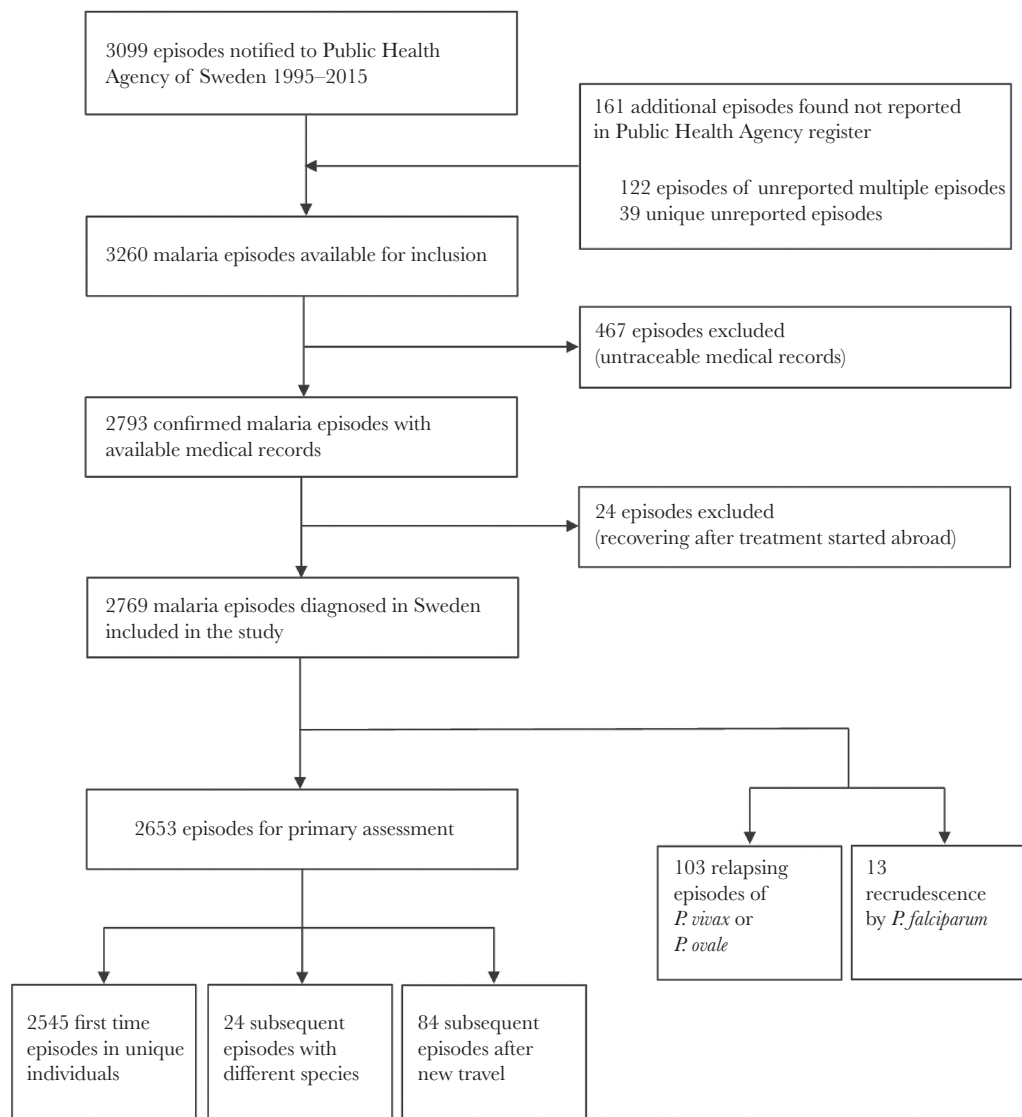 3099 episodes notified to Public Health
Agency of Sweden 1995–2015
161 additional episodes found not reported
in Public Health Agency register
122 episodes of unreported multiple episodes
39 unique unreported episodes
3260 malaria episodes available for inclusion
467 episodes excluded
(untraceable medical records)
2793 confirmed malaria episodes with
available medical records
24 episodes excluded
(recovering after treatment started abroad)
2769 malaria episodes diagnosed in Sweden
included in the study
2653 episodes for primary assessment
103 relapsing
episodes of
P. vivax or
P. ovale
13
recrudescence
by P. falciparum
2545 first time
episodes in unique
individuals
24 subsequent
episodes with
different species
84 subsequent
episodes after
new travel